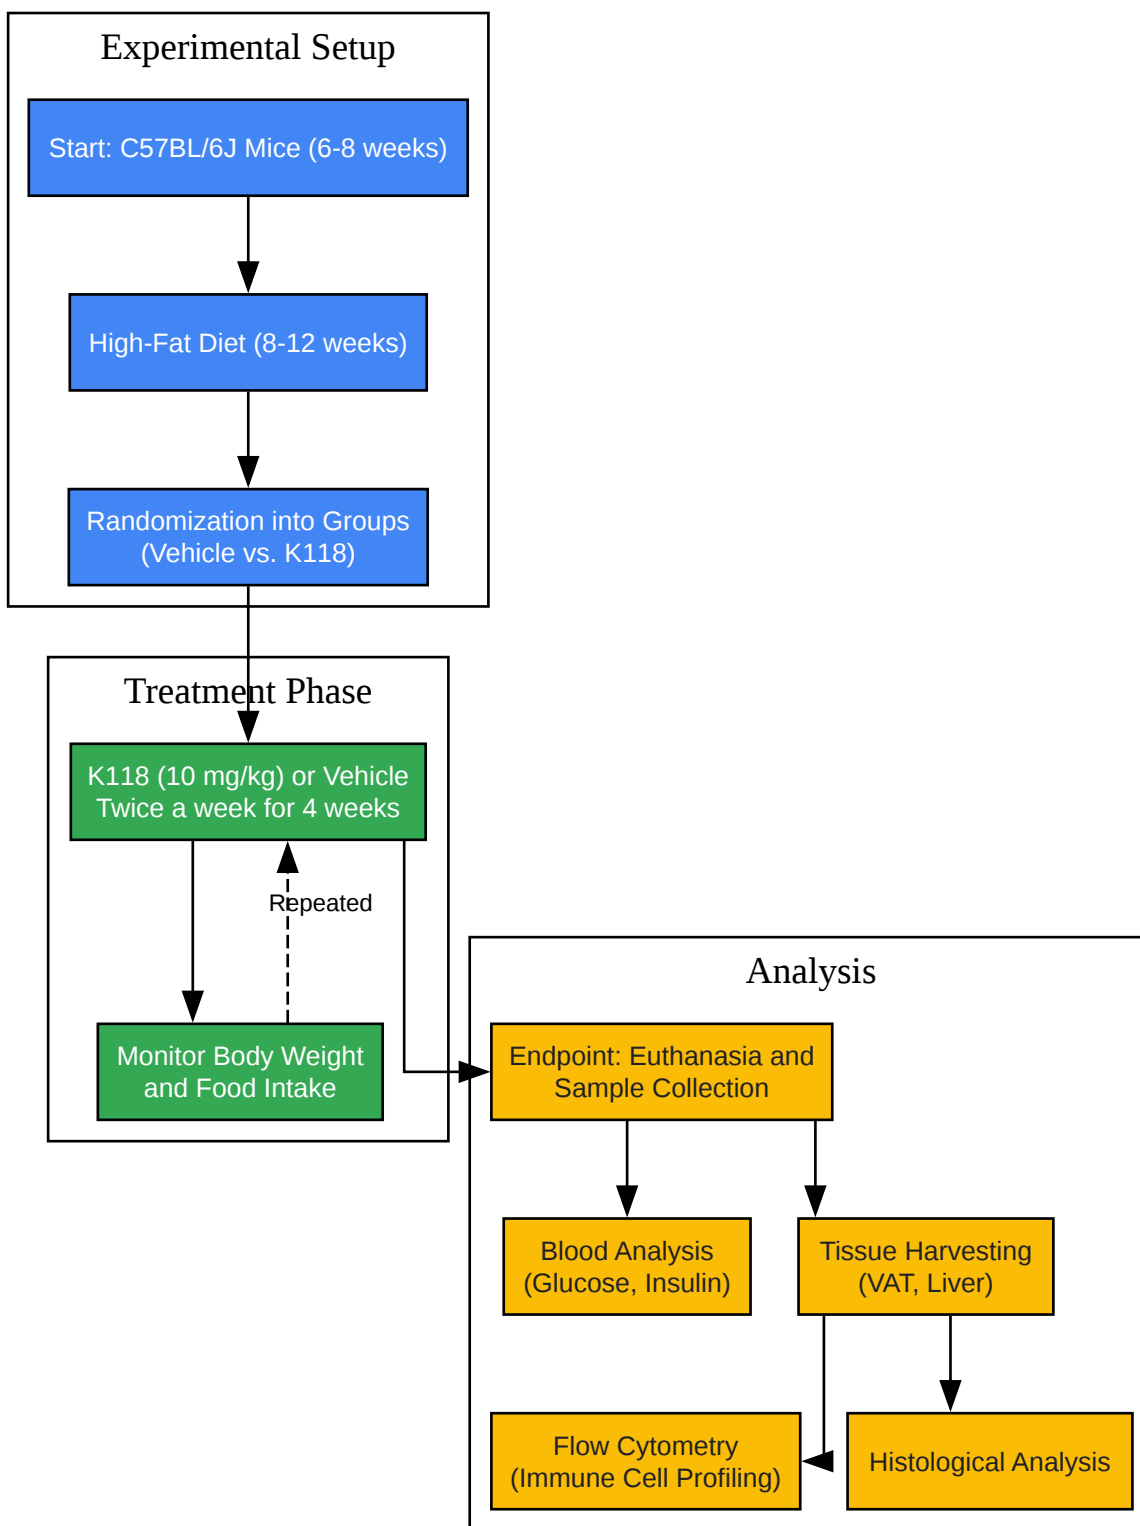 Experimental Setup
Start: C57BL/6J Mice (6-8 weeks)
High-Fat Diet (8-12 weeks)
Randomization into Groups
(Vehicle vs. K118)
Treatment Phase
K118 (10 mg/kg) or Vehicle
Twice a week for 4 weeks
Repeated
Monitor Body Weight
and Food Intake
Analysis
Endpoint: Euthanasia and
Sample Collection
Blood Analysis
(Glucose, Insulin)
Tissue Harvesting
(VAT, Liver)
Flow Cytometry
(Immune Cell Profiling)
Histological Analysis